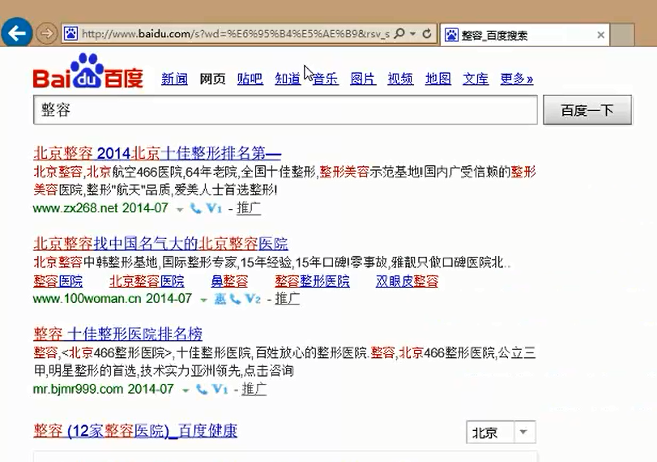 http://www.baidu.com/s?wd=%E6%95%B4%E5%AE%B9&rsv_s
整容_百度搜索
Bai du 百度
新闻 网页 贴吧 知道 音乐 图片 视频 地图 文库 更多»
整容
百度一下
北京整容 2014北京十佳整形排名第一
北京整容,北京航空466医院,64年老院,全国十佳整形,整形美容示范基地!国内广受信赖的整形
美容医院,整形"航天"品质,爱美人士首选整形!
www.zx268.net 2014-07 V1 - 推广
北京整容找中国名气大的北京整容医院
北京整容中韩整形基地,国际整形专家,15年经验,15年口碑!零事故,雅靓只做口碑医院北..
整容医院 北京整容医院 鼻整容 整容整形医院 双眼皮整容
www.100woman.cn 2014-07 惠 V2 - 推广
整容 十佳整形医院排名榜
整容,<北京466整形医院>,十佳整形医院,百姓放心的整形医院.整容,北京466整形医院,公立三
甲,明星整形的首选,技术实力亚洲领先,点击咨询
mr.bjmr999.com 2014-07 V1 - 推广
整容 (12家整容医院)_百度健康
北京